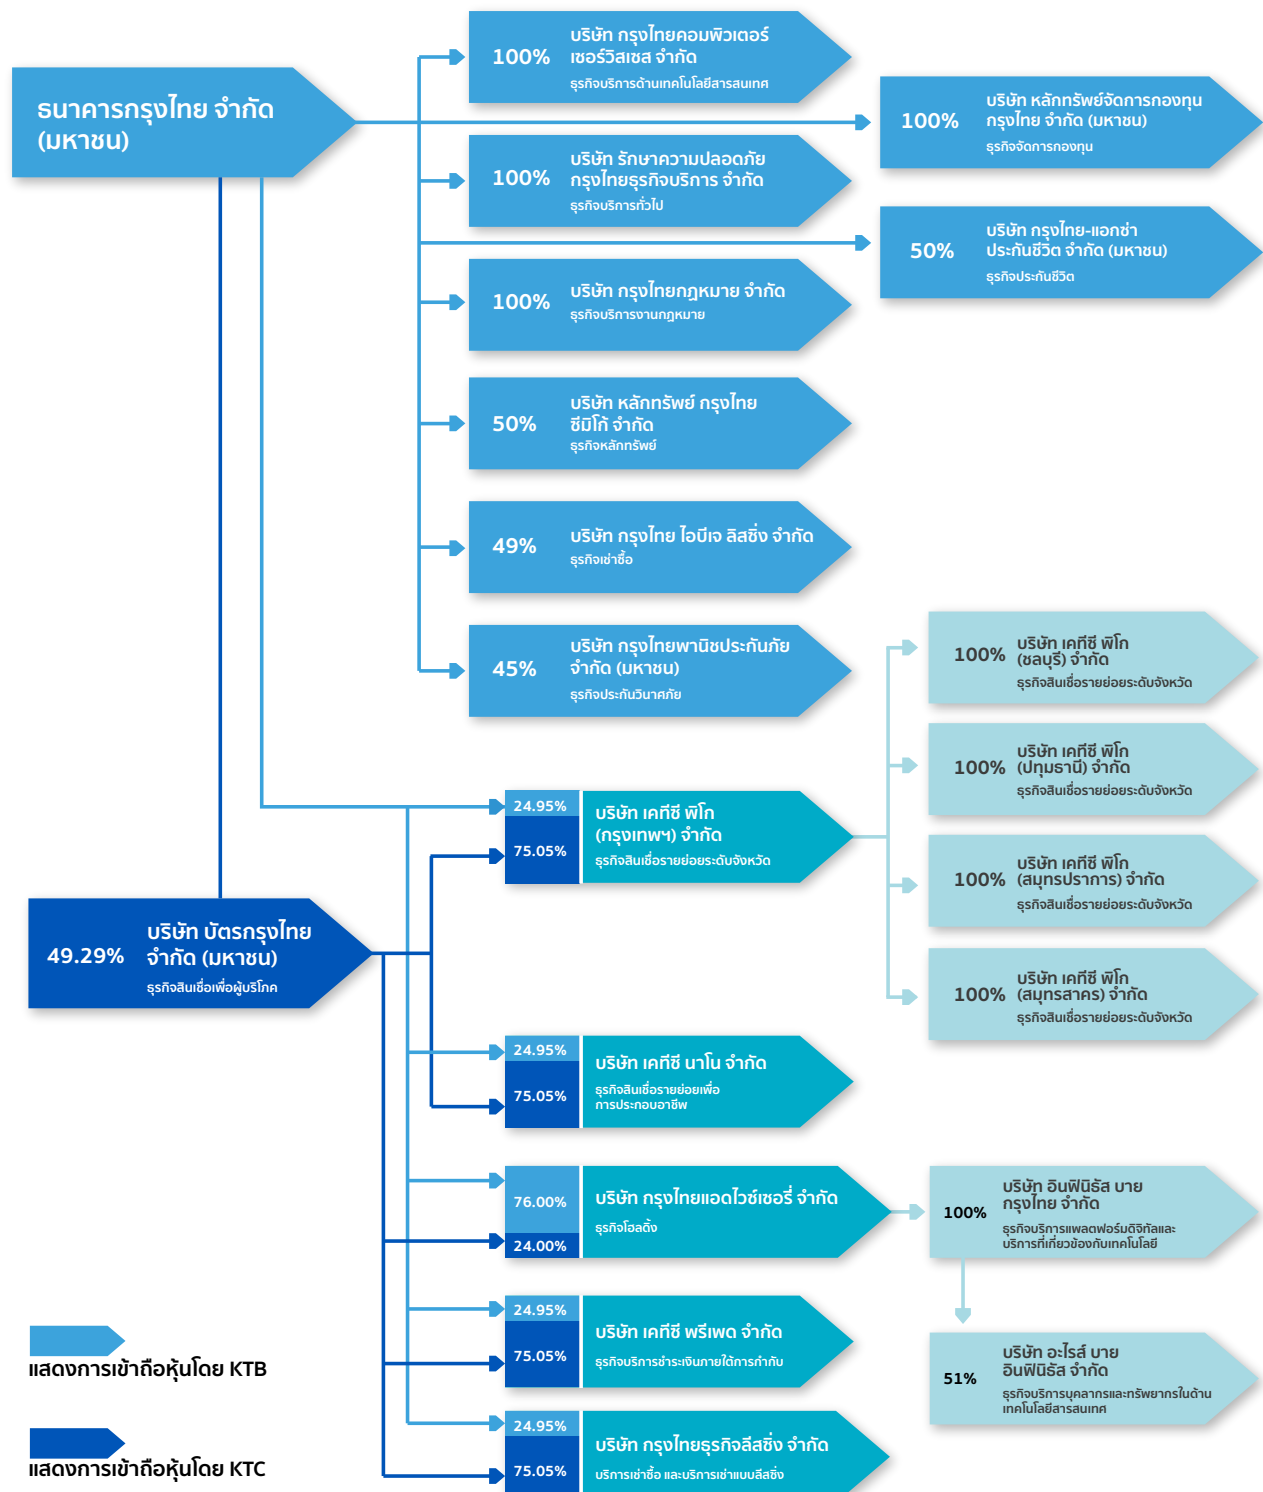 ธนาคารกรุงไทย จำกัด
(มหาชน)
100%
บริษัท กรุงไทยคอมพิวเตอร์
เซอร์วิสเซส จำกัด
ธุรกิจบริการด้านเทคโนโลยีสารสนเทศ
100%
บริษัท หลักทรัพย์จัดการกองทุน
กรุงไทย จำกัด (มหาชน)
ธุรกิจจัดการกองทุน
100%
บริษัท รักษาความปลอดภัย
กรุงไทยธุรกิจบริการ จำกัด
ธุรกิจบริการทั่วไป
50%
บริษัท กรุงไทย-แอกซ่า
ประกันชีวิต จำกัด (มหาชน)
ธุรกิจประกันชีวิต
100%
บริษัท กรุงไทยกฎหมาย จำกัด
ธุรกิจบริการงานกฎหมาย
50%
บริษัท หลักทรัพย์ กรุงไทย
ซีมิโก้ จำกัด
ธุรกิจหลักทรัพย์
49%
บริษัท กรุงไทย ไอบีเจ ลิสซิ่ง จำกัด
ธุรกิจเช่าซื้อ
45%
บริษัท กรุงไทยพานิชประกันภัย
จำกัด (มหาชน)
ธุรกิจประกันวินาศภัย
100%
บริษัท เคทีซี พิโก
(ชลบุรี) จำกัด
ธุรกิจสินเชื่อรายย่อยระดับจังหวัด
100%
บริษัท เคทีซี พิโก
(ปทุมธานี) จำกัด
ธุรกิจสินเชื่อรายย่อยระดับจังหวัด
24.95%
75.05%
บริษัท เคทีซี พิโก
(กรุงเทพฯ) จำกัด
ธุรกิจสินเชื่อรายย่อยระดับจังหวัด
100%
บริษัท เคทีซี พิโก
(สมุทรปราการ) จำกัด
ธุรกิจสินเชื่อรายย่อยระดับจังหวัด
49.29%
บริษัท บัตรกรุงไทย
จำกัด (มหาชน)
ธุรกิจสินเชื่อเพื่อผู้บริโภค
100%
บริษัท เคทีซี พิโก
(สมุทรสาคร) จำกัด
ธุรกิจสินเชื่อรายย่อยระดับจังหวัด
24.95%
75.05%
บริษัท เคทีซี นาโน จำกัด
ธุรกิจสินเชื่อรายย่อยเพื่อ
การประกอบอาชีพ
76.00%
24.00%
บริษัท กรุงไทยแอดไวซ์เซอรี่ จำกัด
ธุรกิจโฮลดิ้ง
100%
บริษัท อินฟินิธัส บาย
กรุงไทย จำกัด
ธุรกิจบริการแพลตฟอร์มดิจิทัลและ
บริการที่เกี่ยวข้องกับเทคโนโลยี
24.95%
75.05%
บริษัท เคทีซี พรีเพด จำกัด
ธุรกิจบริการชำระเงินภายใต้การกำกับ
51%
บริษัท อะไรส์ บาย
อินฟินิธัส จำกัด
ธุรกิจบริการบุคลากรและทรัพยากรในด้าน
เทคโนโลยีสารสนเทศ
24.95%
75.05%
บริษัท กรุงไทยธุรกิจลีสซิ่ง จำกัด
บริการเช่าซื้อ และบริการเช่าแบบลีสซิ่ง
แสดงการเข้าถือหุ้นโดย KTB
แสดงการเข้าถือหุ้นโดย KTC